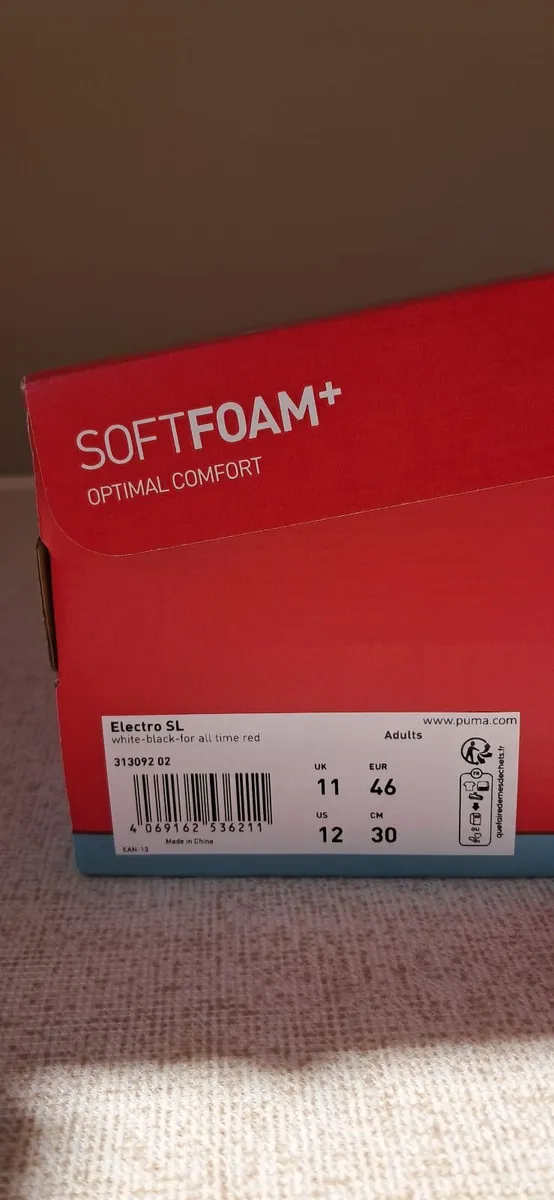 SOFTFOAM+
OPTIMAL COMFORT
Electro SL
www.puma.com
white-black-for all time red
Adults
313092 02
UK
EUR
11
46
US
CM
12
30
4 069162 536211
Made in China
EAN-13
quefairedemesdechets.fr